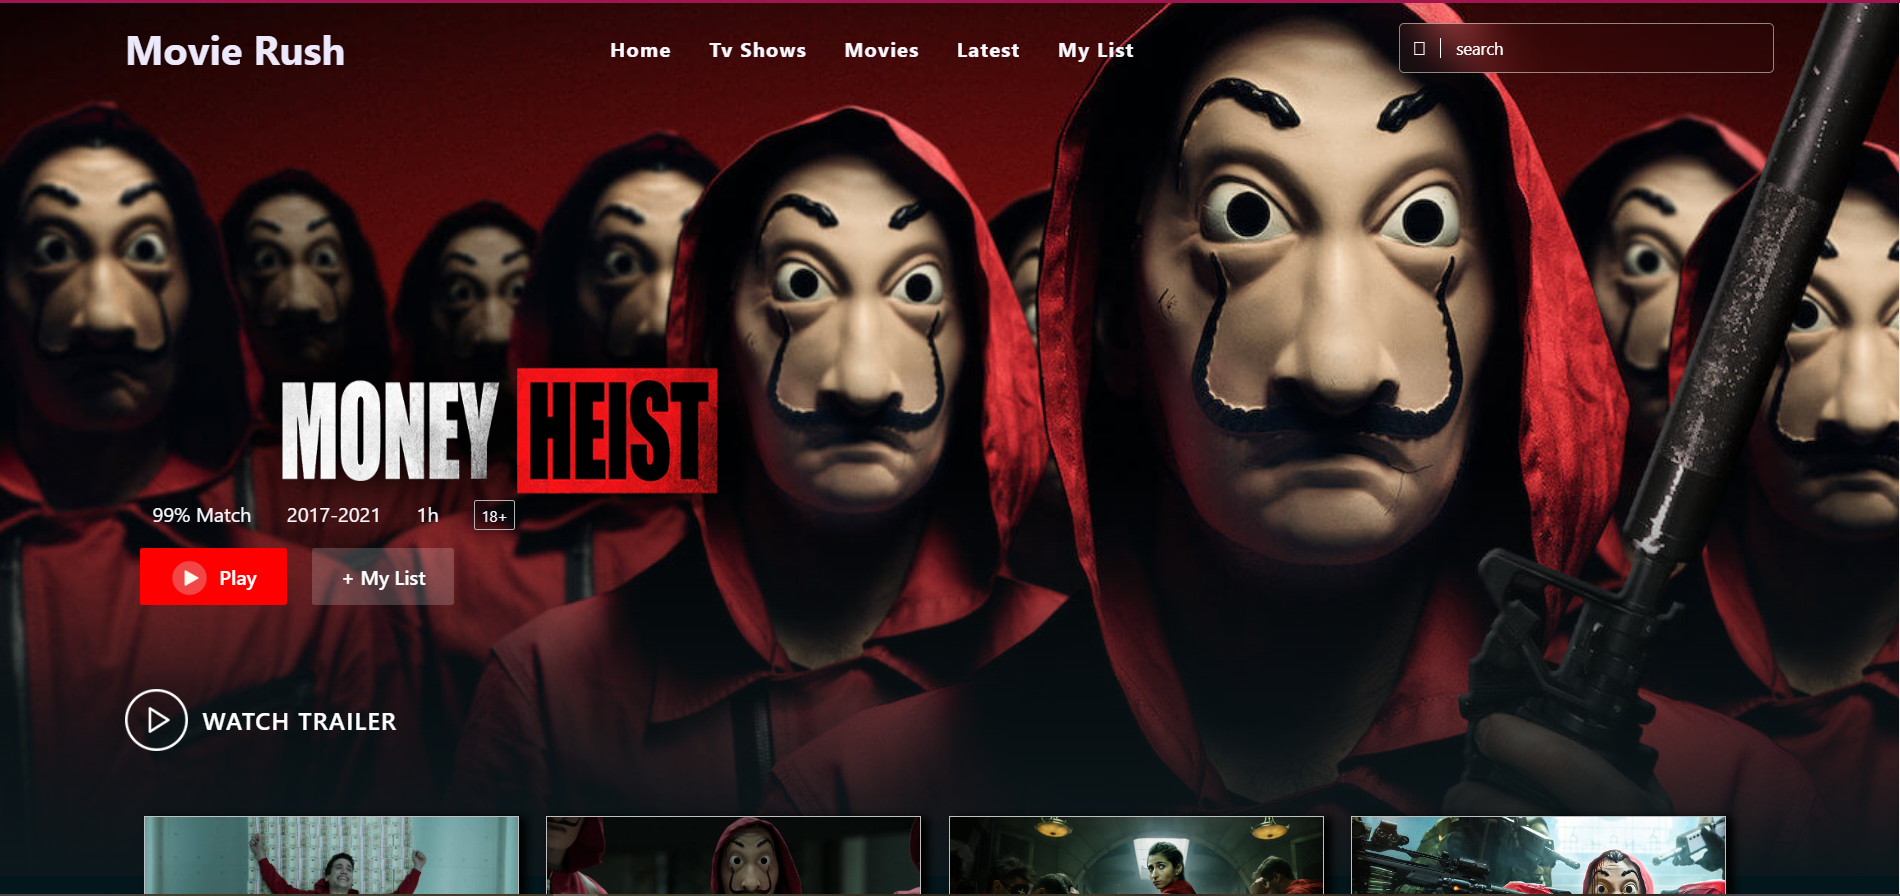 Movie Rush
Home Tv Shows Movies Latest My List
search
MONEY HEIST
99% Match 2017-2021 1h 18+
Play + My List
WATCH TRAILER